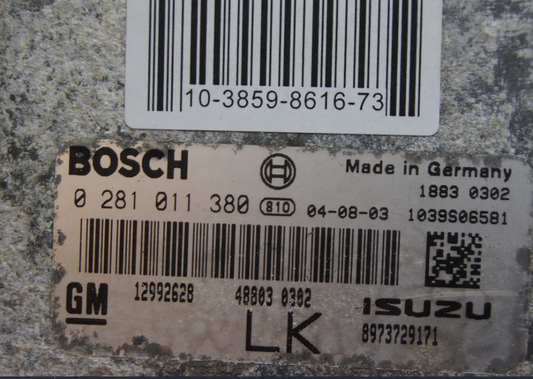 10-3859-8616-73
BOSCH
Made in Germany
1883 0302
0 281 011 380 810 04-08-03 1039S06581
GM 12992628 48803 0302 ISUZU
LK 8973729171